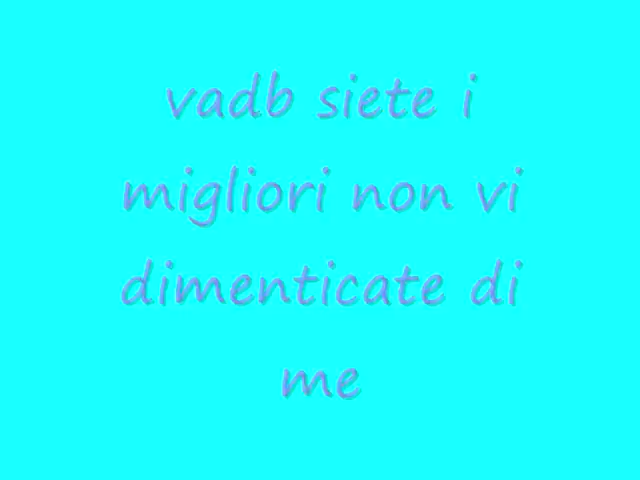 vadb siete i
migliori non vi
dimenticate di
me